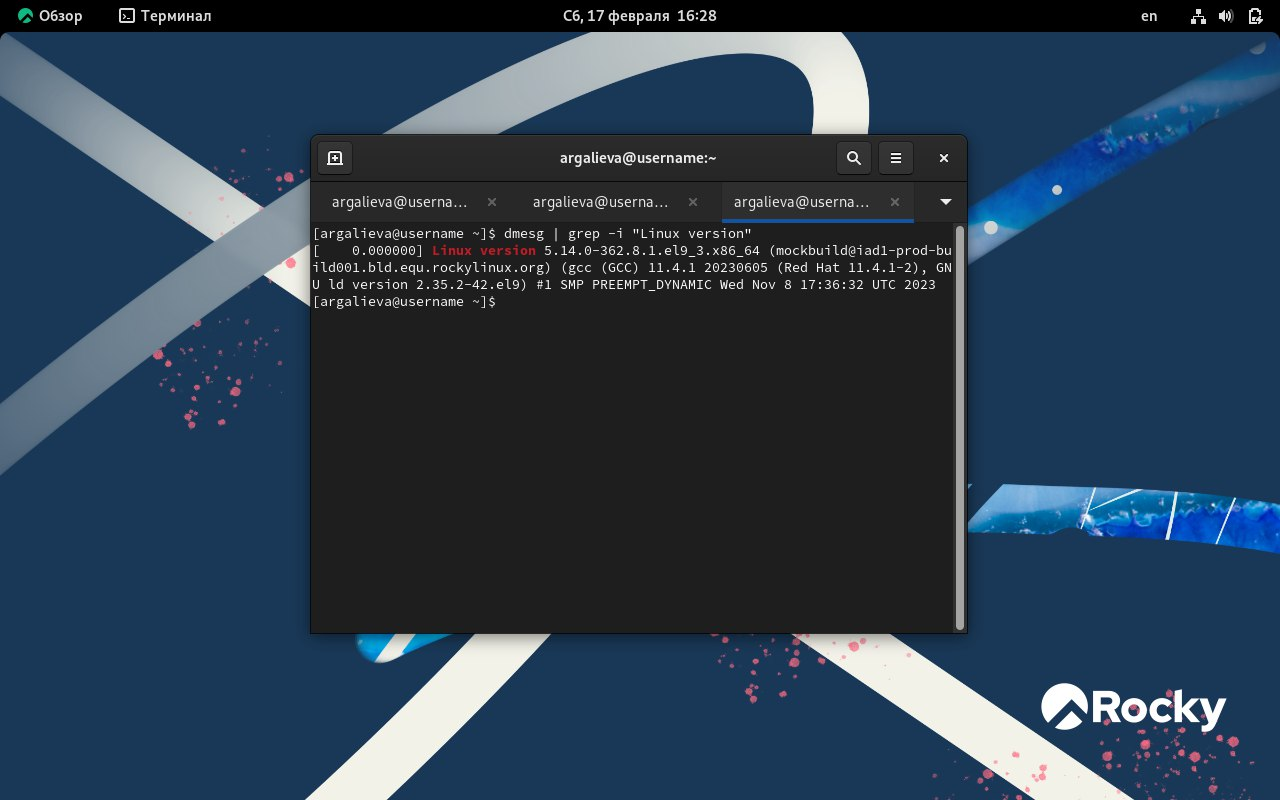 Обзор Терминал Сб, 17 февраля 16:28 en
argalieva@username:~
argalieva@userna... argalieva@userna... argalieva@userna...
[argalieva@username ~]$ dmesg | grep -i "Linux version"
[    0.000000] Linux version 5.14.0-362.8.1.el9_3.x86_64 (mockbuild@iad1-prod-bu
ild001.bld.equ.rockylinux.org) (gcc (GCC) 11.4.1 20230605 (Red Hat 11.4.1-2), GN
U ld version 2.35.2-42.el9) #1 SMP PREEMPT_DYNAMIC Wed Nov 8 17:36:32 UTC 2023
[argalieva@username ~]$
Rocky